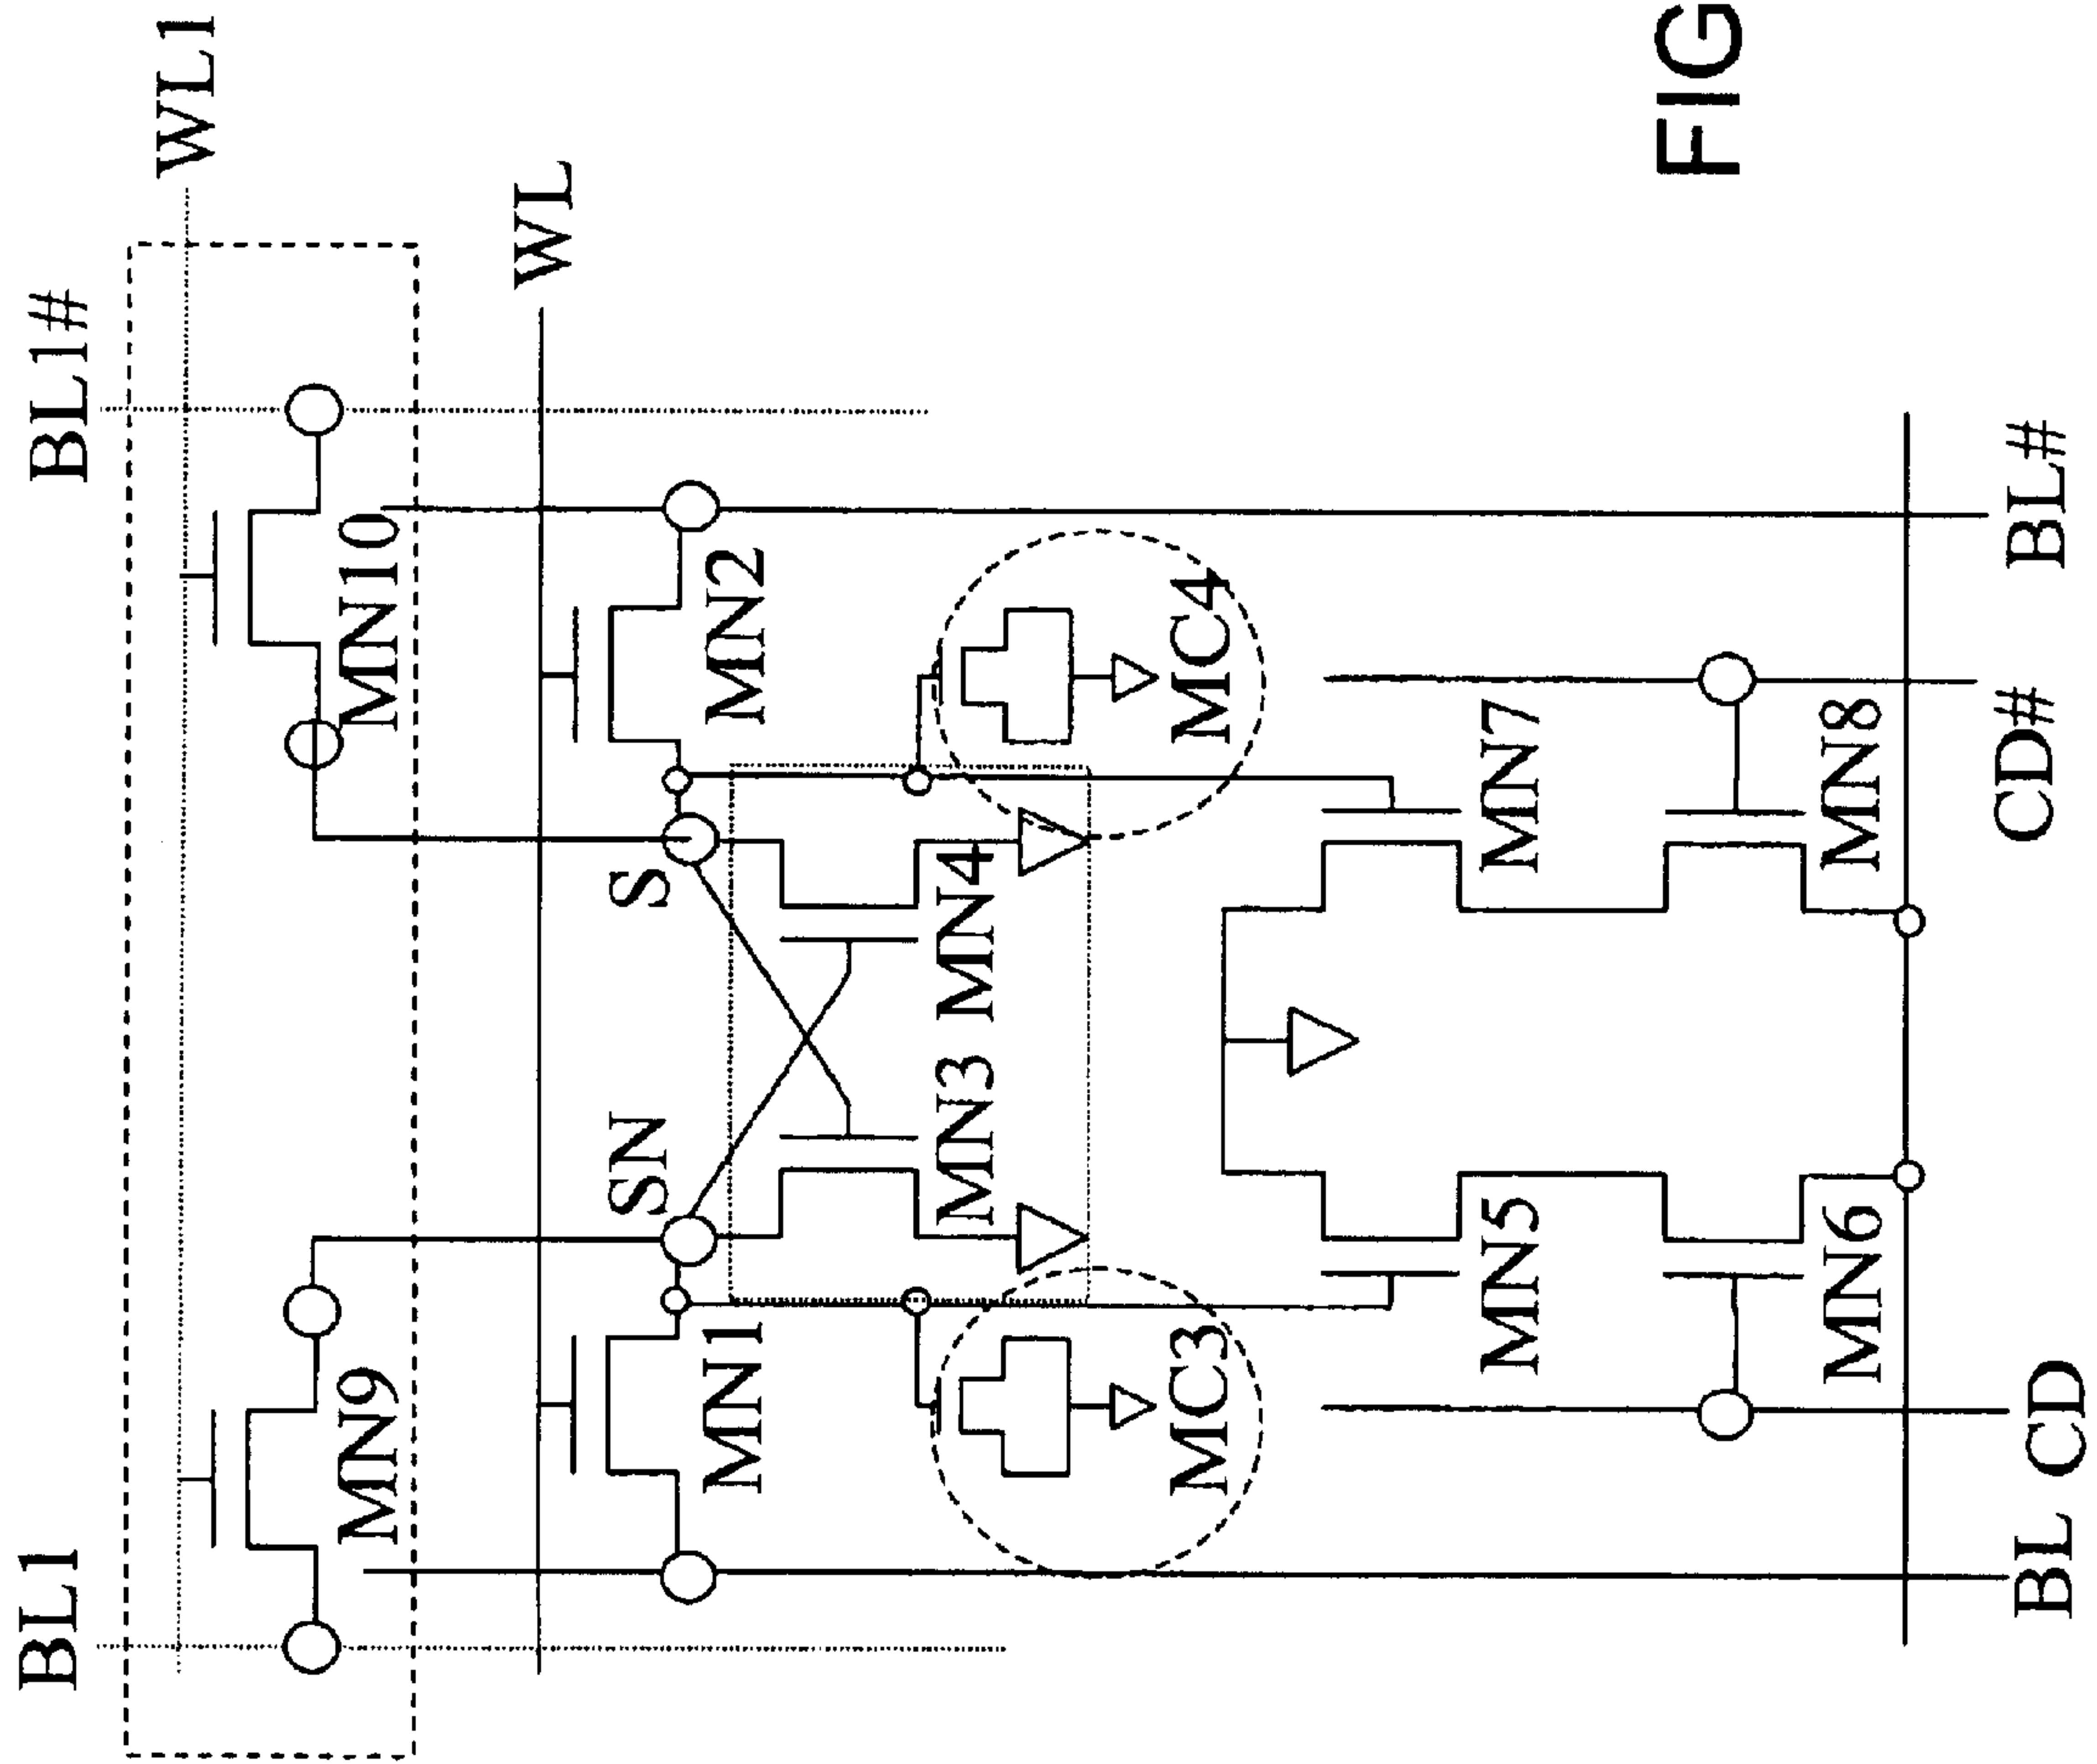 BL1
BL1#
WL1
MN9
MN10
WL
SN
S
MN1
MN2
MN3 MN4
MC3
MC4
MN5
MN7
MN6
MN8
BL CD
CD#
BL#
FIG